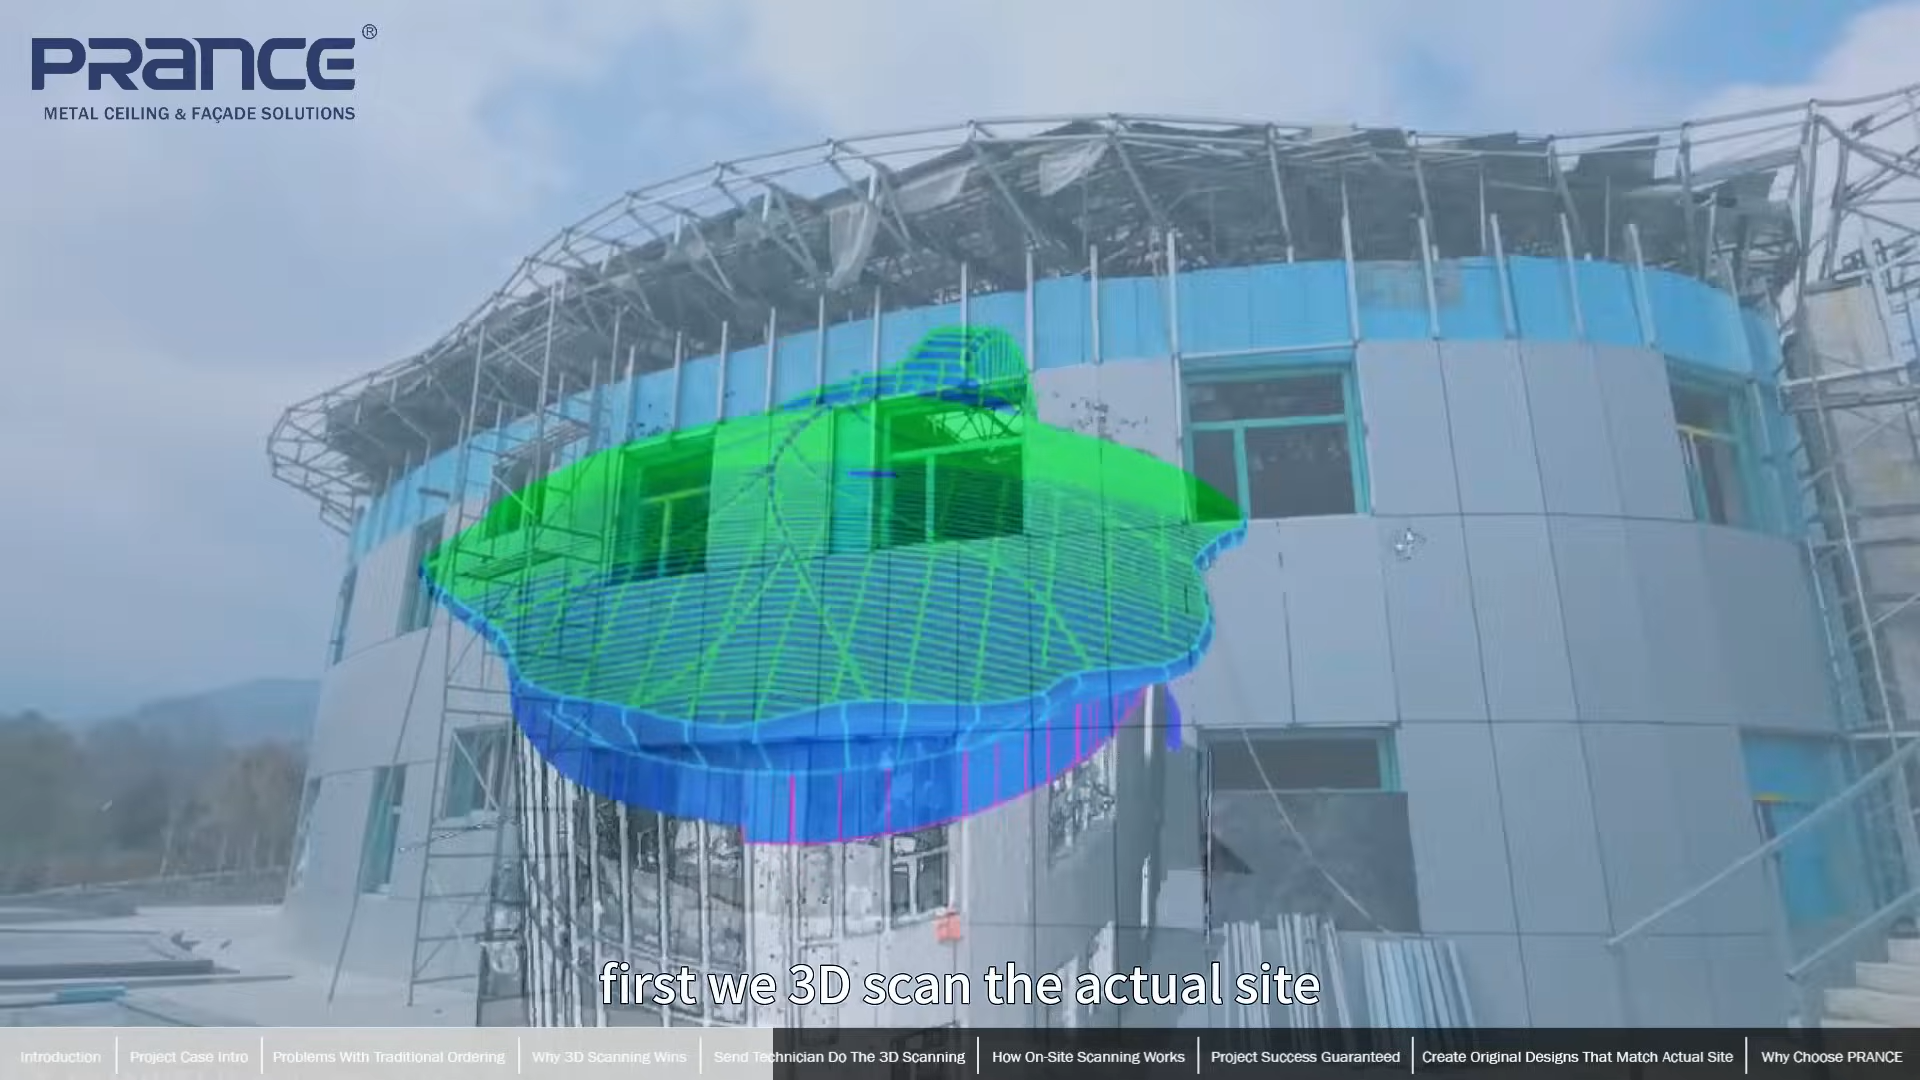 PRANCE®
METAL CEILING & FAÇADE SOLUTIONS
first we 3D scan the actual site
Introduction
Project Case Intro
Problems With Traditional Ordering
Why 3D Scanning Wins
Send Technician Do The 3D Scanning
How On-Site Scanning Works
Project Success Guaranteed
Create Original Designs That Match Actual Site
Why Choose PRANCE